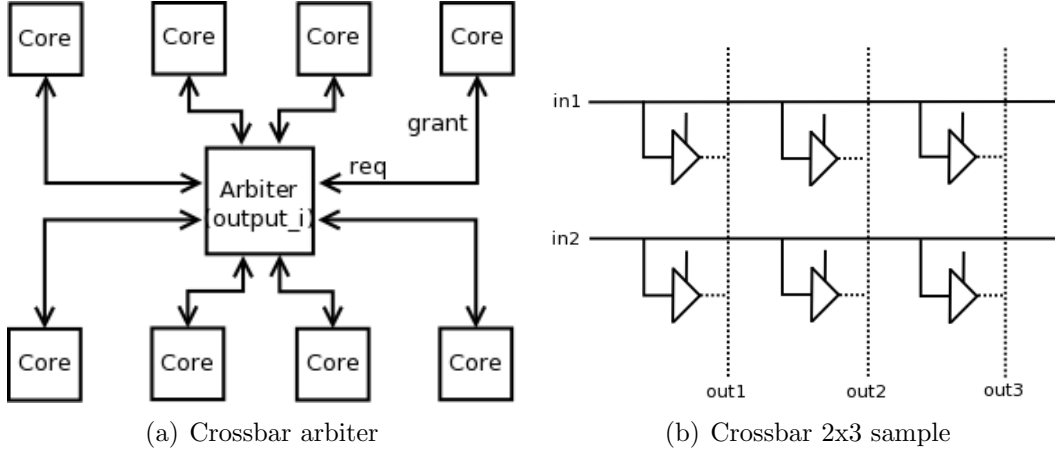 Core
Core
Core
Core
grant
req
Arbiter
(output_i)
Core
Core
Core
Core
(a) Crossbar arbiter
in1
in2
out1
out2
out3
(b) Crossbar 2x3 sample